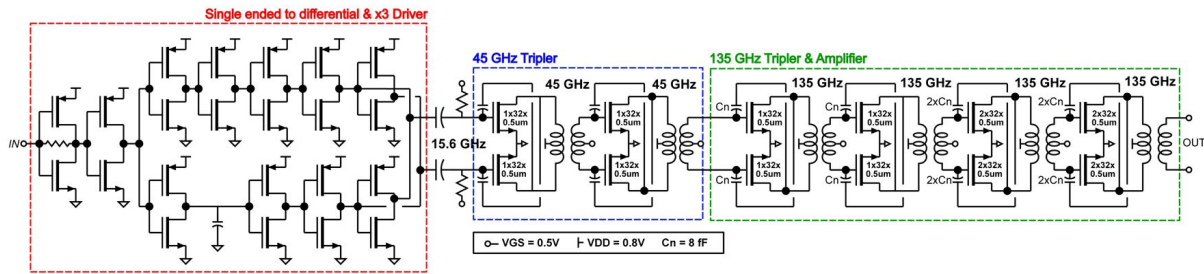 Single ended to differential & x3 Driver
45 GHz Tripler
135 GHz Tripler & Amplifier
45 GHz
45 GHz
135 GHz
135 GHz
135 GHz
135 GHz
Cn
Cn
2xCn
2xCn
1x32x
0.5um
1x32x
0.5um
1x32x
0.5um
1x32x
0.5um
2x32x
0.5um
2x32x
0.5um
IN
15.6 GHz
OUT
1x32x
0.5um
1x32x
0.5um
1x32x
0.5um
1x32x
0.5um
2x32x
0.5um
2x32x
0.5um
Cn
Cn
2xCn
2xCn
VGS = 0.5V VDD = 0.8V Cn = 8 fF